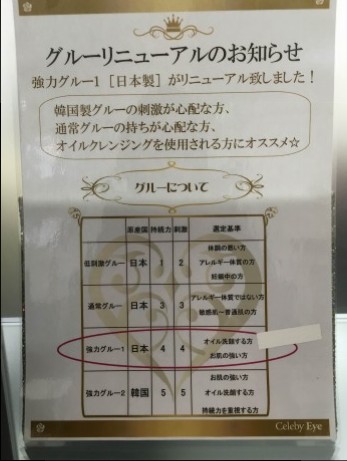 グルーリニューアルのお知らせ
強力グルー1［日本製］がリニューアル致しました！
韓国製グルーの刺激が心配な方、
通常グルーの持ちが心配な方、
オイルクレンジングを使用される方にオススメ☆
グルーについて
原産国 持続力 刺激 選定基準
低刺激グルー 日本 1 2 体調の悪い方
アレルギー体質の方
妊娠中の方
通常グルー 日本 3 3 アレルギー体質ではない方
敏感肌～普通肌の方
強力グルー1 日本 4 4 オイル洗顔する方
お肌の強い方
強力グルー2 韓国 5 5 お肌の強い方
オイル洗顔する方
持続力を重視する方
Celeby Eye